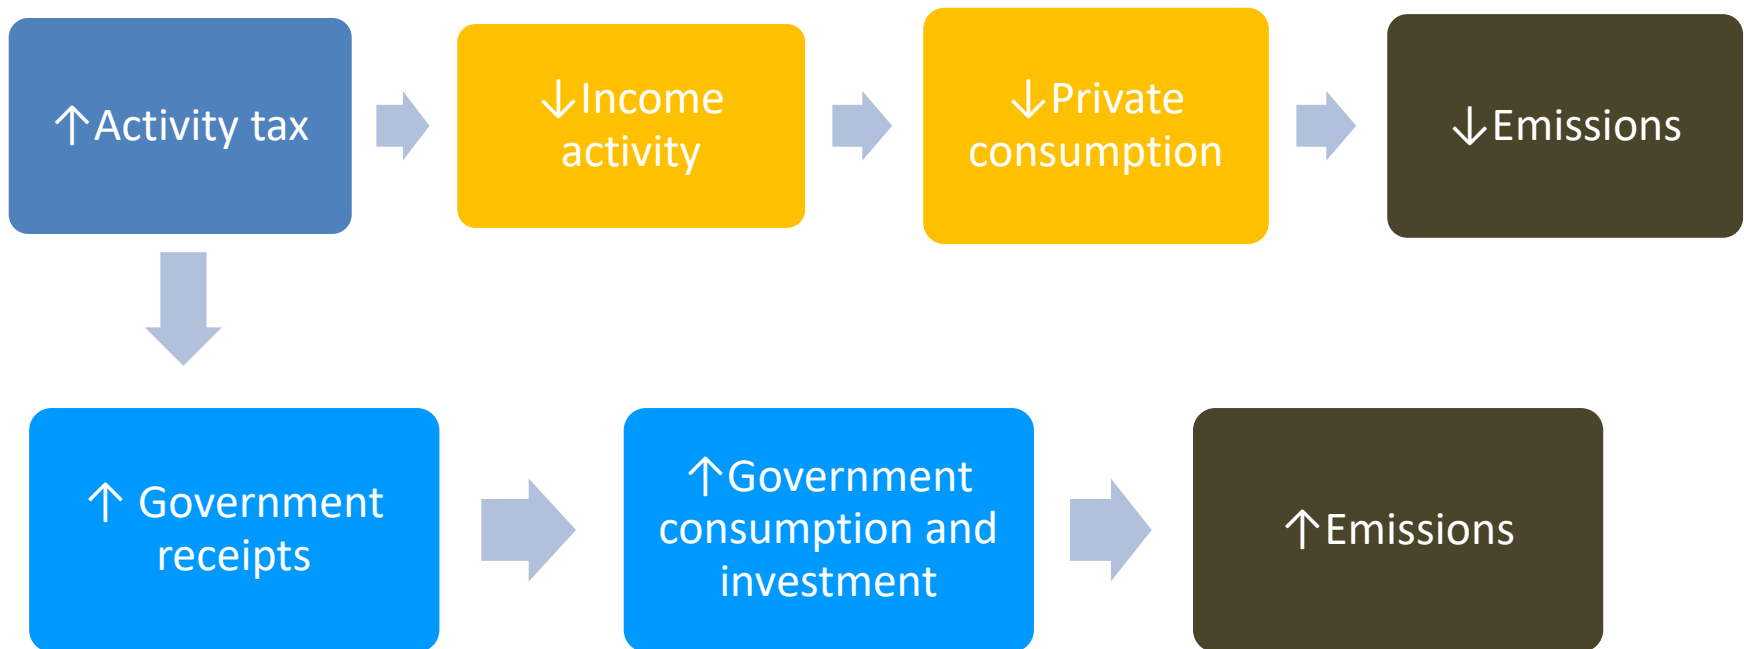 ↑Activity tax
↓Income
activity
↓Private
consumption
↓Emissions
↑ Government
receipts
↑Government
consumption and
investment
↑Emissions